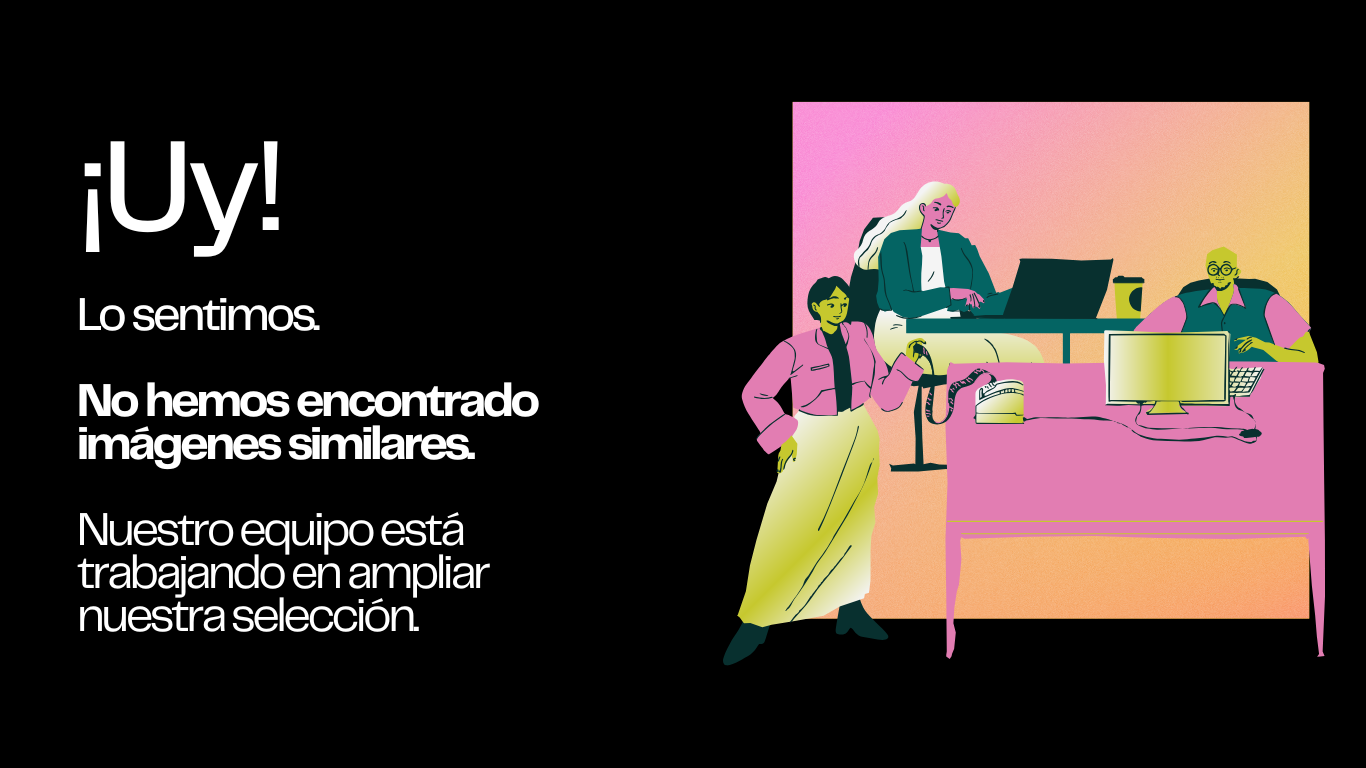 ¡Uy!
Lo sentimos.
No hemos encontrado
imágenes similares.
Nuestro equipo está
trabajando en ampliar
nuestra selección.